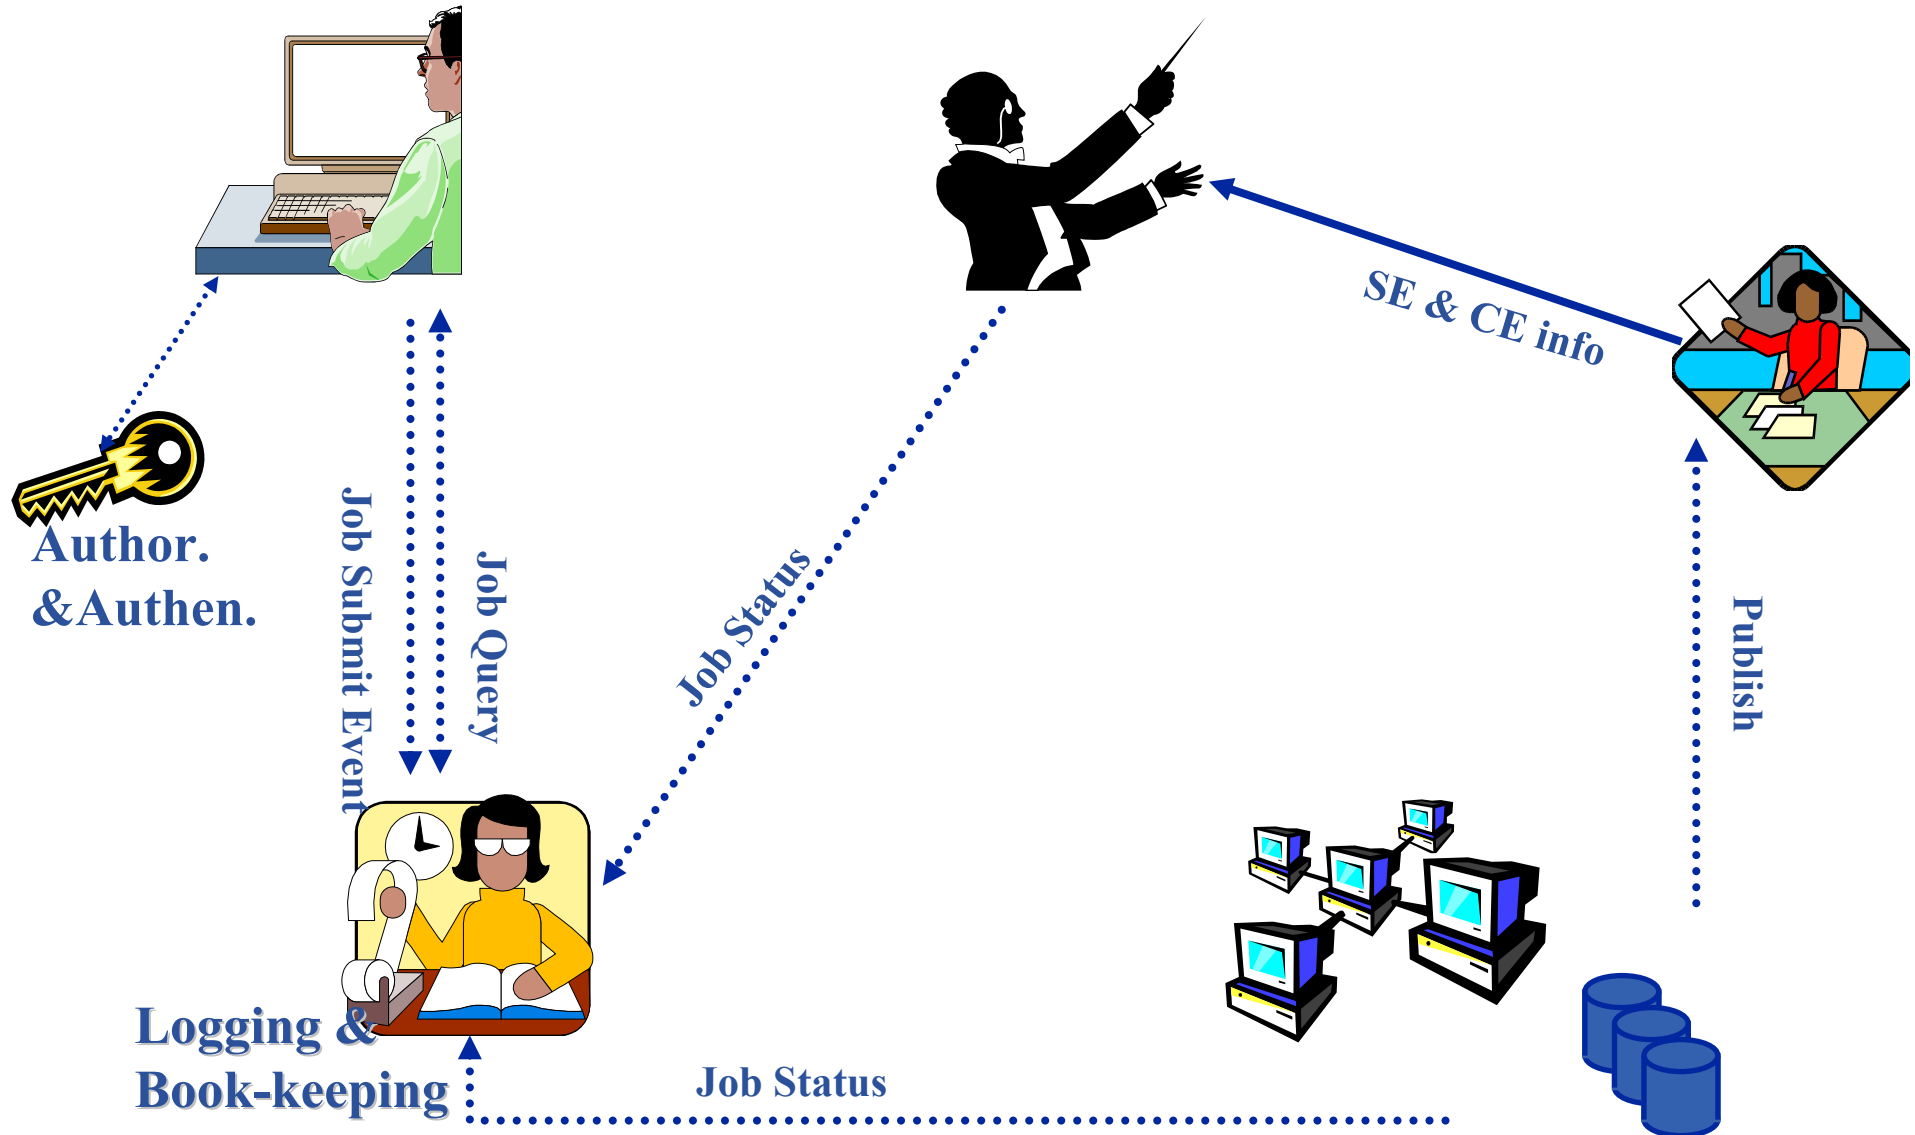 SE & CE info
Author.
&Authen.
Job Submit Event
Job Query
Job Status
Publish
Logging &
Book-keeping
Job Status